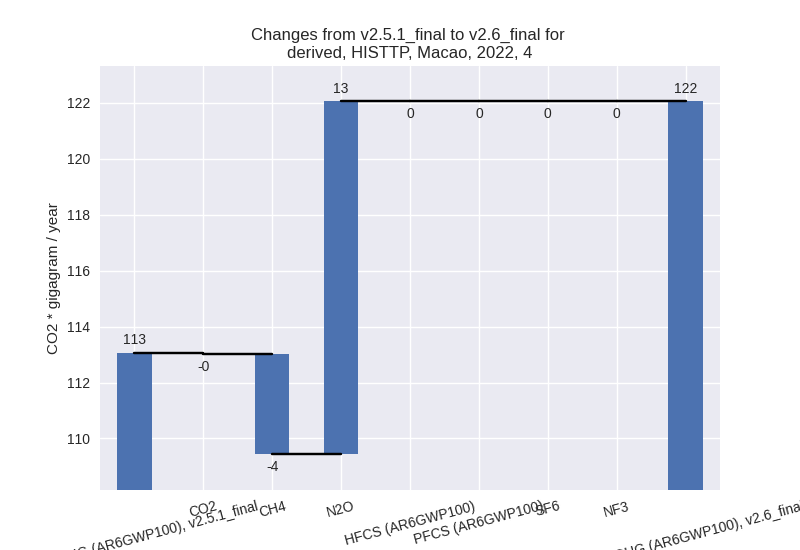 Changes from v2.5.1_final to v2.6_final for
derived, HISTTP, Macao, 2022, 4
CO2 * gigagram / year
122
120
118
116
114
112
110
113
-0
-4
13
0
0
0
0
122
(AR6GWP100), v2.5.1_final
CO2
CH4
N2O
HFCS (AR6GWP100)
PFCS (AR6GWP100)
SF6
NF3
(AR6GWP100), v2.6_final